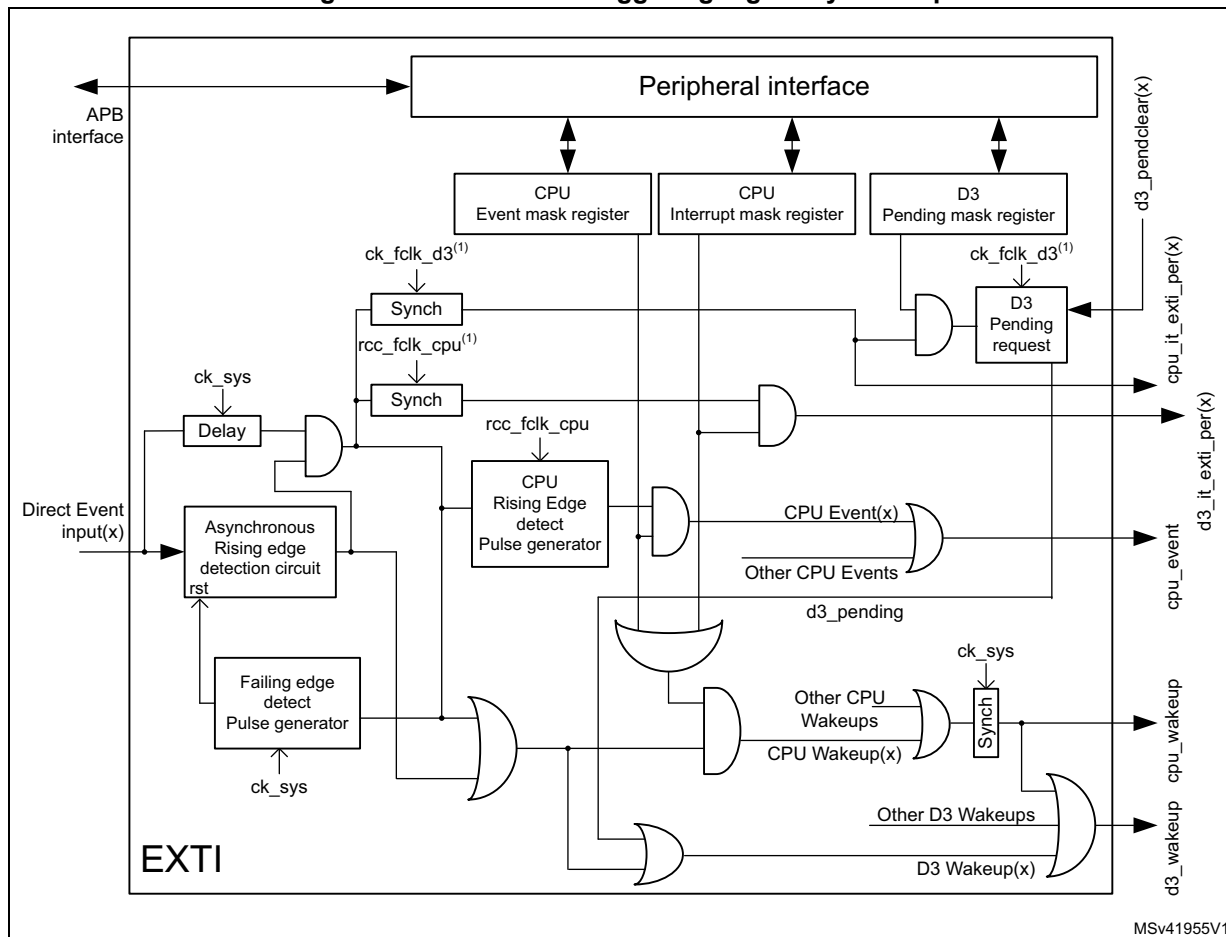 Peripheral interface
APB
interface
d3_pendclear(x)
CPU
Event mask register
CPU
Interrupt mask register
D3
Pending mask register
ck_fclk_d3(1)
ck_fclk_d3(1)
Synch
D3
Pending
request
cpu_it_exti_per(x)
rcc_fclk_cpu(1)
ck_sys
Synch
Delay
rcc_fclk_cpu
d3_it_exti_per(x)
CPU
Rising Edge
detect
Pulse generator
Direct Event
input(x)
Asynchronous
Rising edge
detection circuit
rst
CPU Event(x)
Other CPU Events
cpu_event
d3_pending
ck_sys
Failing edge
detect
Pulse generator
Other CPU
Wakeups
Synch
CPU Wakeup(x)
cpu_wakeup
ck_sys
Other D3 Wakeups
EXTI
D3 Wakeup(x)
d3_wakeup
MSv41955V1